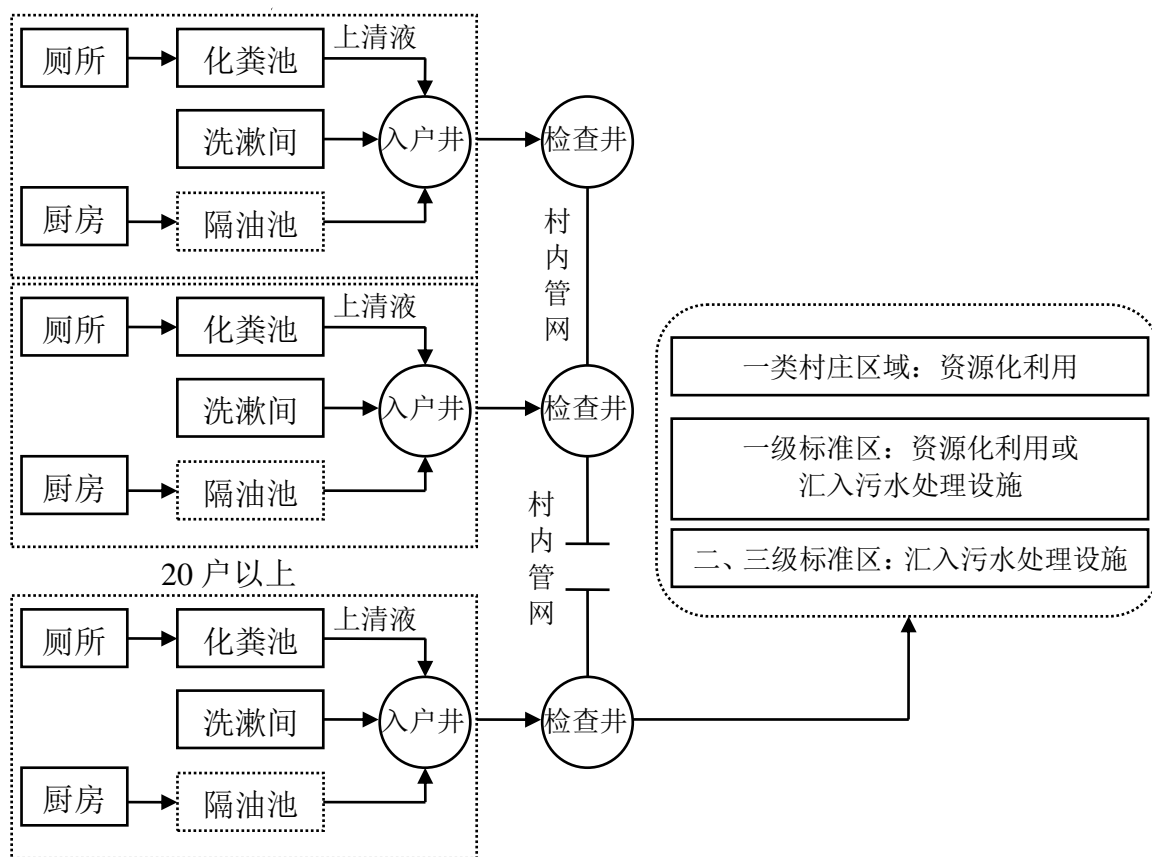 厕所
化粪池
上清液
洗漱间
入户井
检查井
厨房
隔油池
村内管网
厕所
化粪池
上清液
洗漱间
入户井
检查井
厨房
隔油池
村内管网
一类村庄区域：资源化利用
一级标准区：资源化利用或
汇入污水处理设施
二、三级标准区：汇入污水处理设施
20 户以上
厕所
化粪池
上清液
洗漱间
入户井
检查井
厨房
隔油池